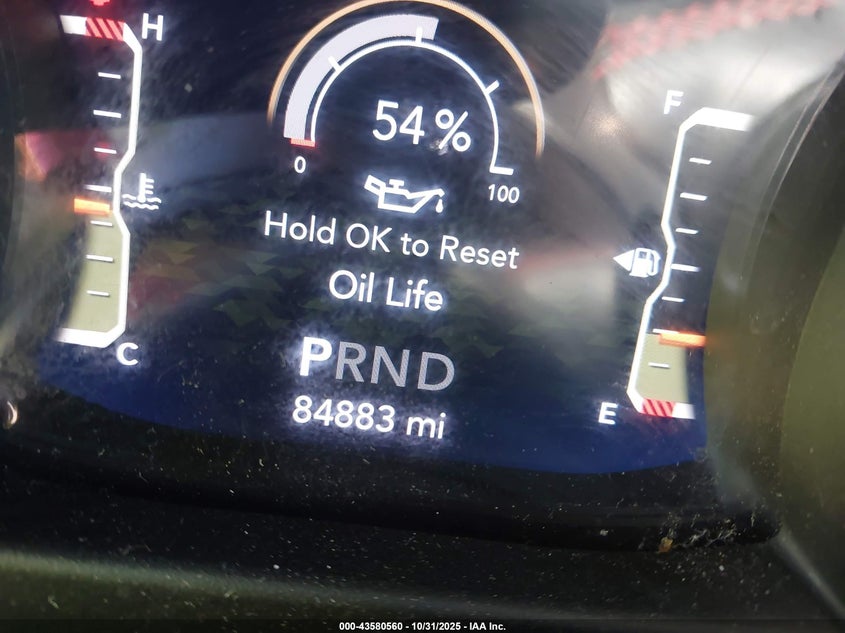 H
F
54 %
0
100
Hold OK to Reset
Oil Life
PRND
C
E
84883 mi
000-43580560 - 10/31/2025 - IAA Inc.